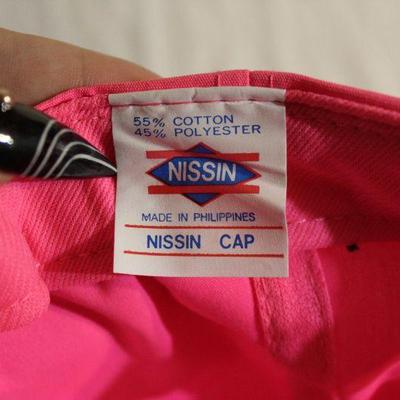 55% COTTON
45% POLYESTER
NISSIN
MADE IN PHILIPPINES
NISSIN CAP